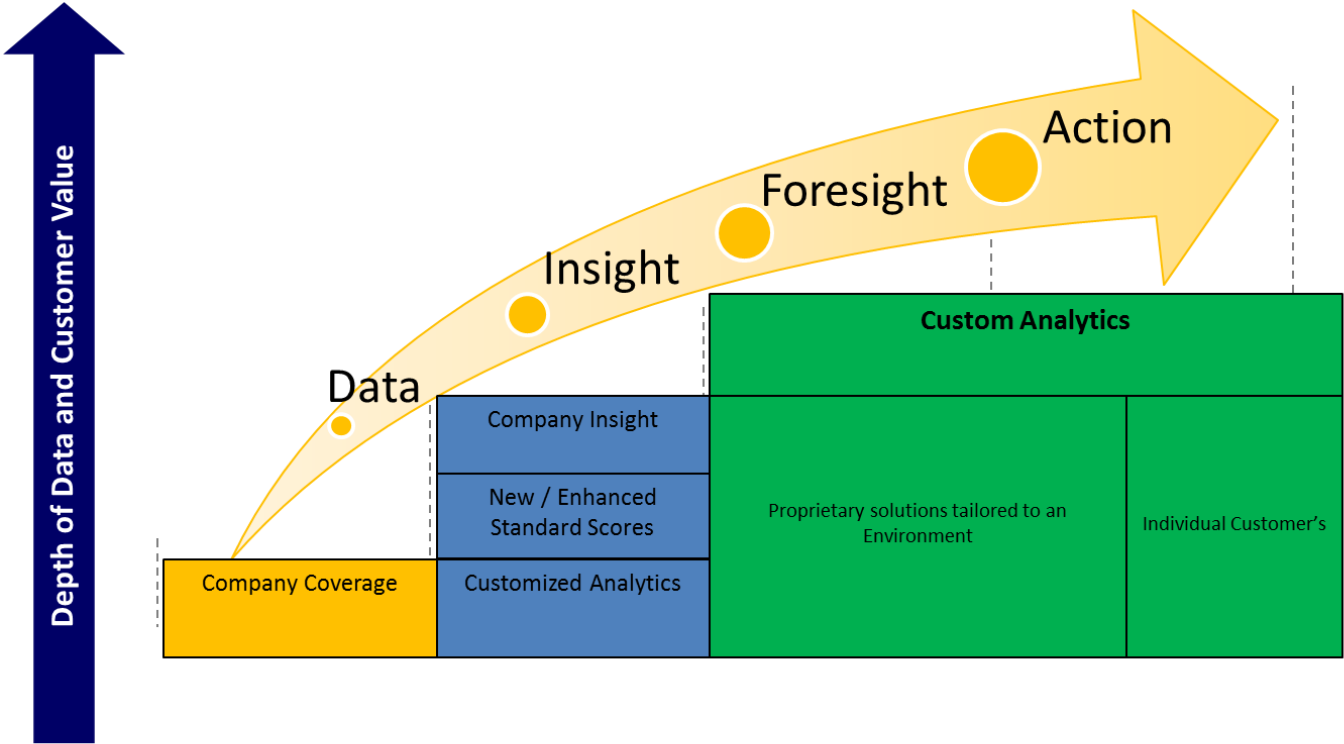 Depth of Data and Customer Value
Action
Foresight
Insight
Data
Custom Analytics
Company Insight
New / Enhanced
Standard Scores
Customized Analytics
Company Coverage
Proprietary solutions tailored to an
Environment
Individual Customer's